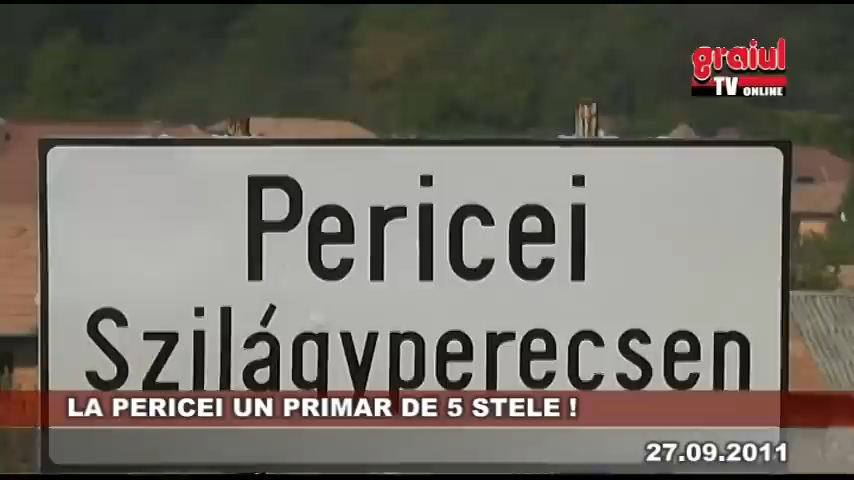 graiul
TV ONLINE
Pericei
Szilágyperecsen
LA PERICEI UN PRIMAR DE 5 STELE !
27.09.2011